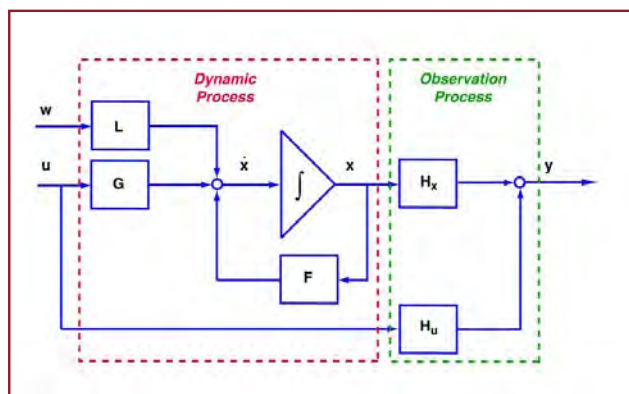 Dynamic
Process
Observation
Process
w
L
u
G
ẋ
∫
x
Hx
y
F
Hu